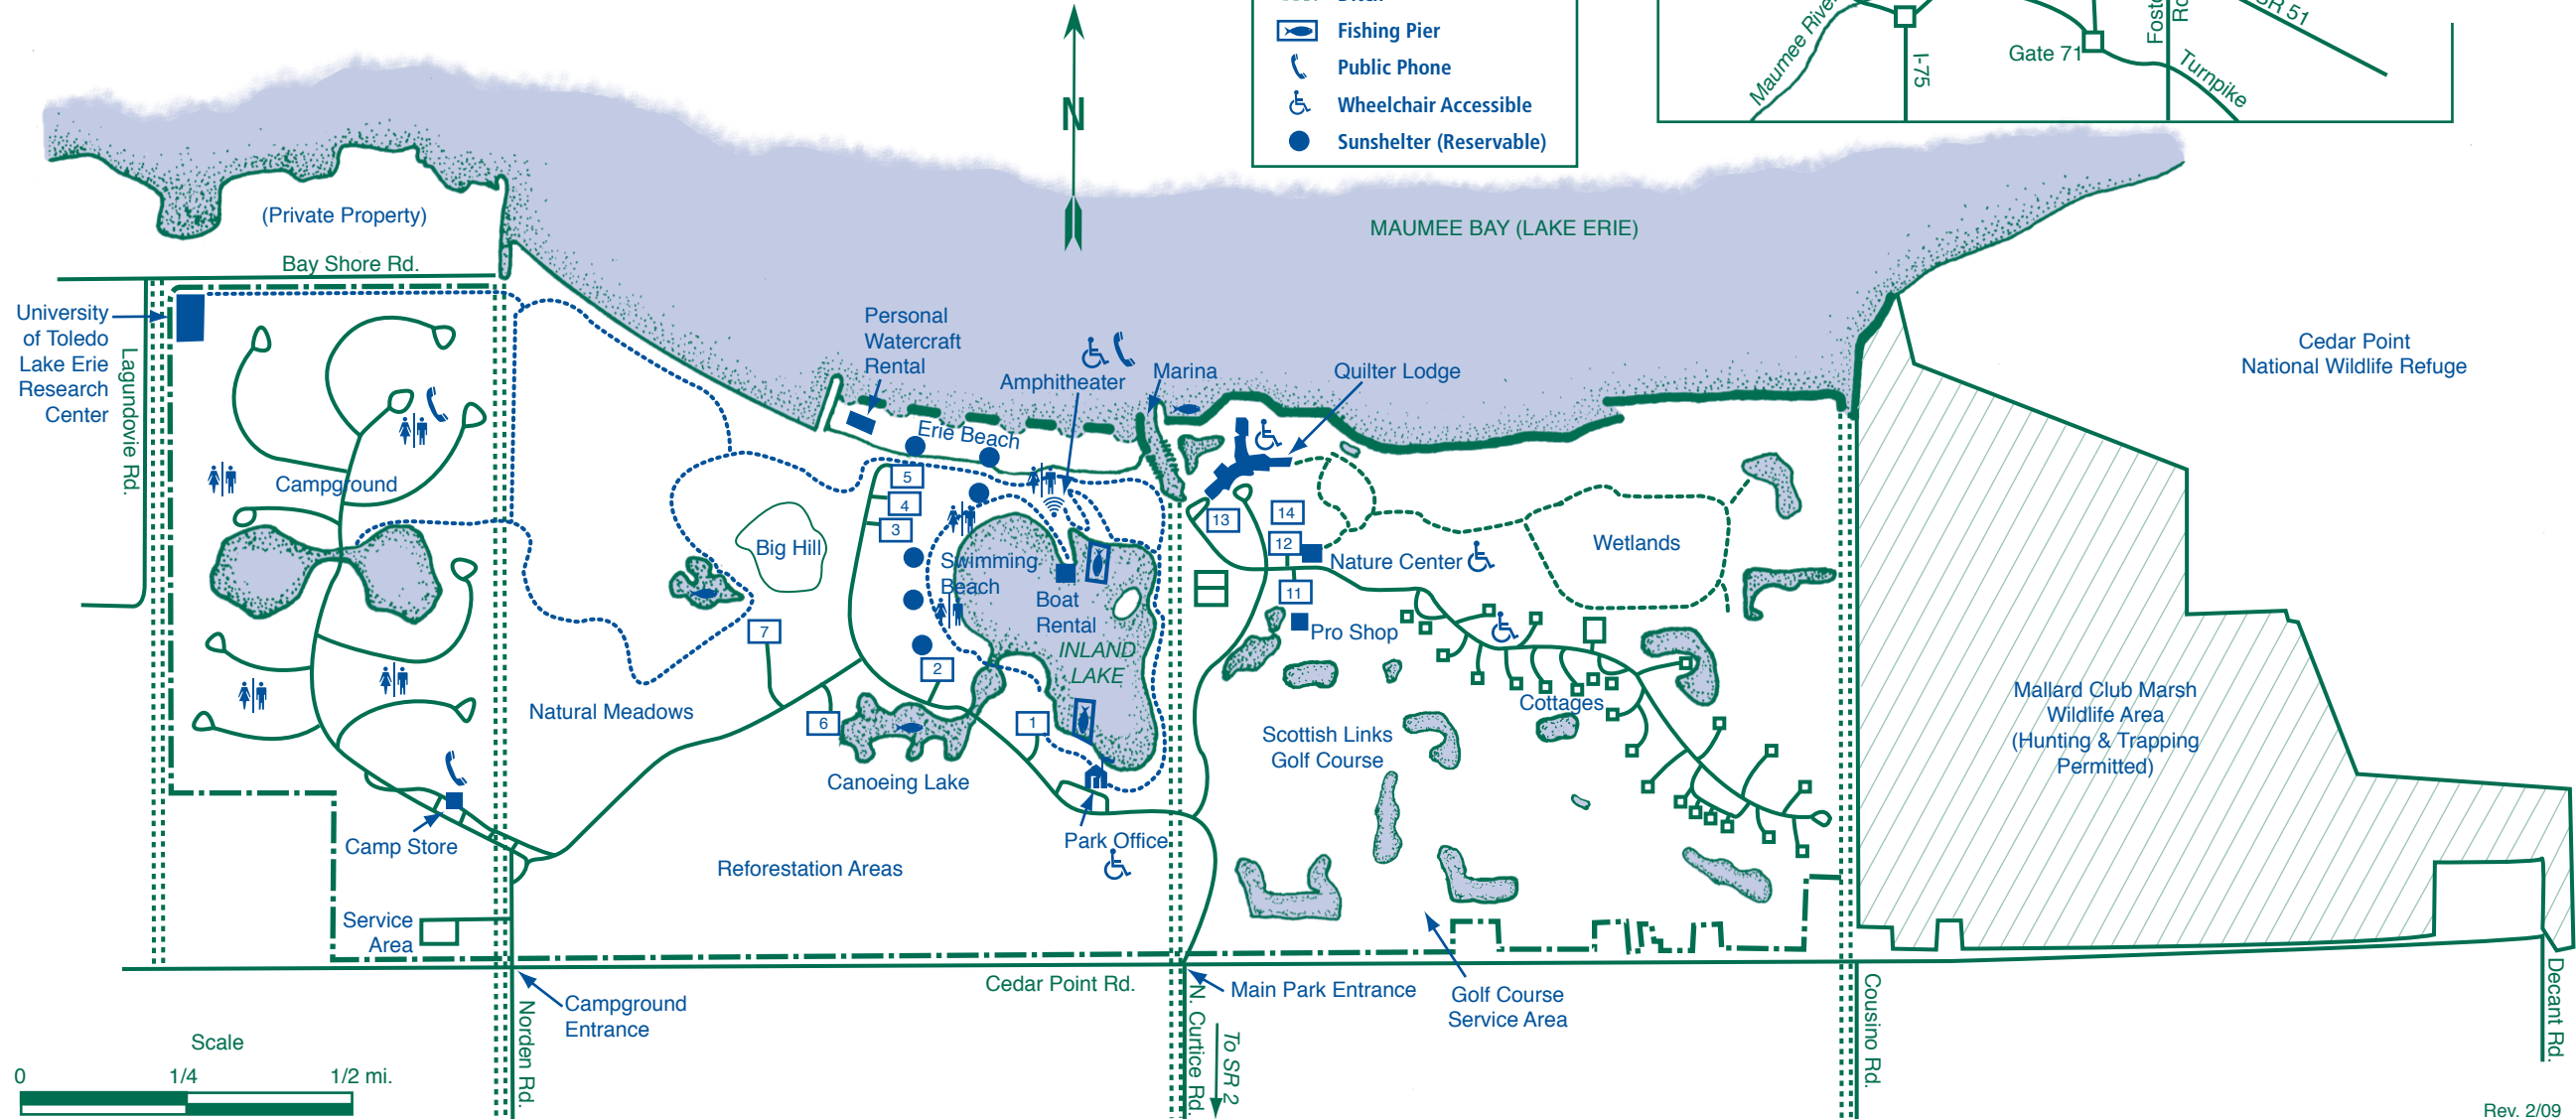 Fishing Pier
Public Phone
Wheelchair Accessible
Sunshelter (Reservable)
Maumee River
I-75
Gate 71
SR 51
Turnpike
N
MAUMEE BAY (LAKE ERIE)
(Private Property)
Bay Shore Rd.
University
of Toledo
Lake Erie
Research
Center
Lagundovie Rd.
Campground
Personal
Watercraft
Rental
Amphitheater
Marina
Quilter Lodge
Erie Beach
Cedar Point
National Wildlife Refuge
5
4
3
13
14
12
11
Big Hill
Swimming
Beach
Boat
Rental
INLAND
LAKE
Nature Center
Wetlands
Pro Shop
7
2
6
1
Natural Meadows
Canoeing Lake
Cottages
Scottish Links
Golf Course
Mallard Club Marsh
Wildlife Area
(Hunting & Trapping
Permitted)
Camp Store
Park Office
Reforestation Areas
Service
Area
Cedar Point Rd.
Campground
Entrance
Main Park Entrance
Golf Course
Service Area
Norden Rd.
N. Curtice Rd.
To SR 2
Cousino Rd.
Decant Rd.
Scale
0 1/4 1/2 mi.
Rev. 2/09